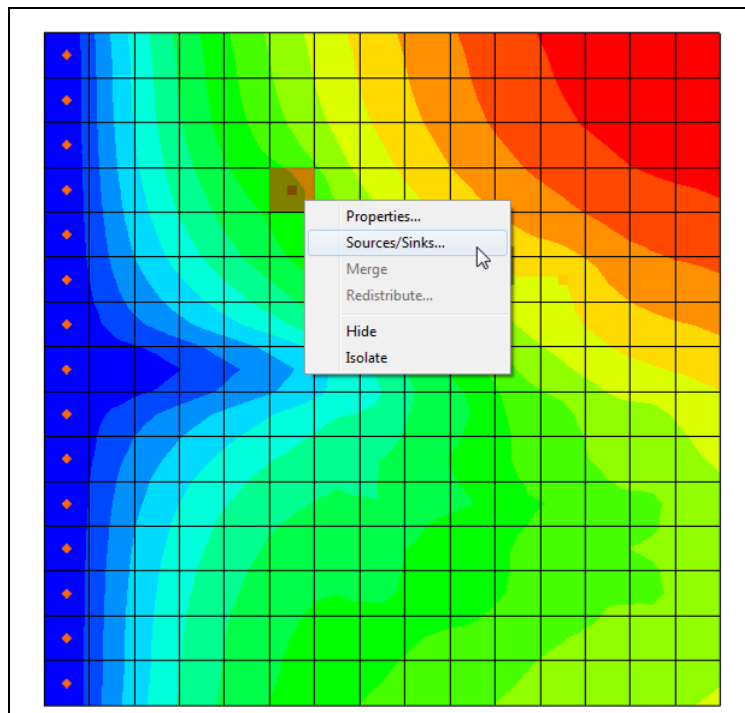 Properties...
Sources/Sinks...
Merge
Redistribute...
Hide
Isolate